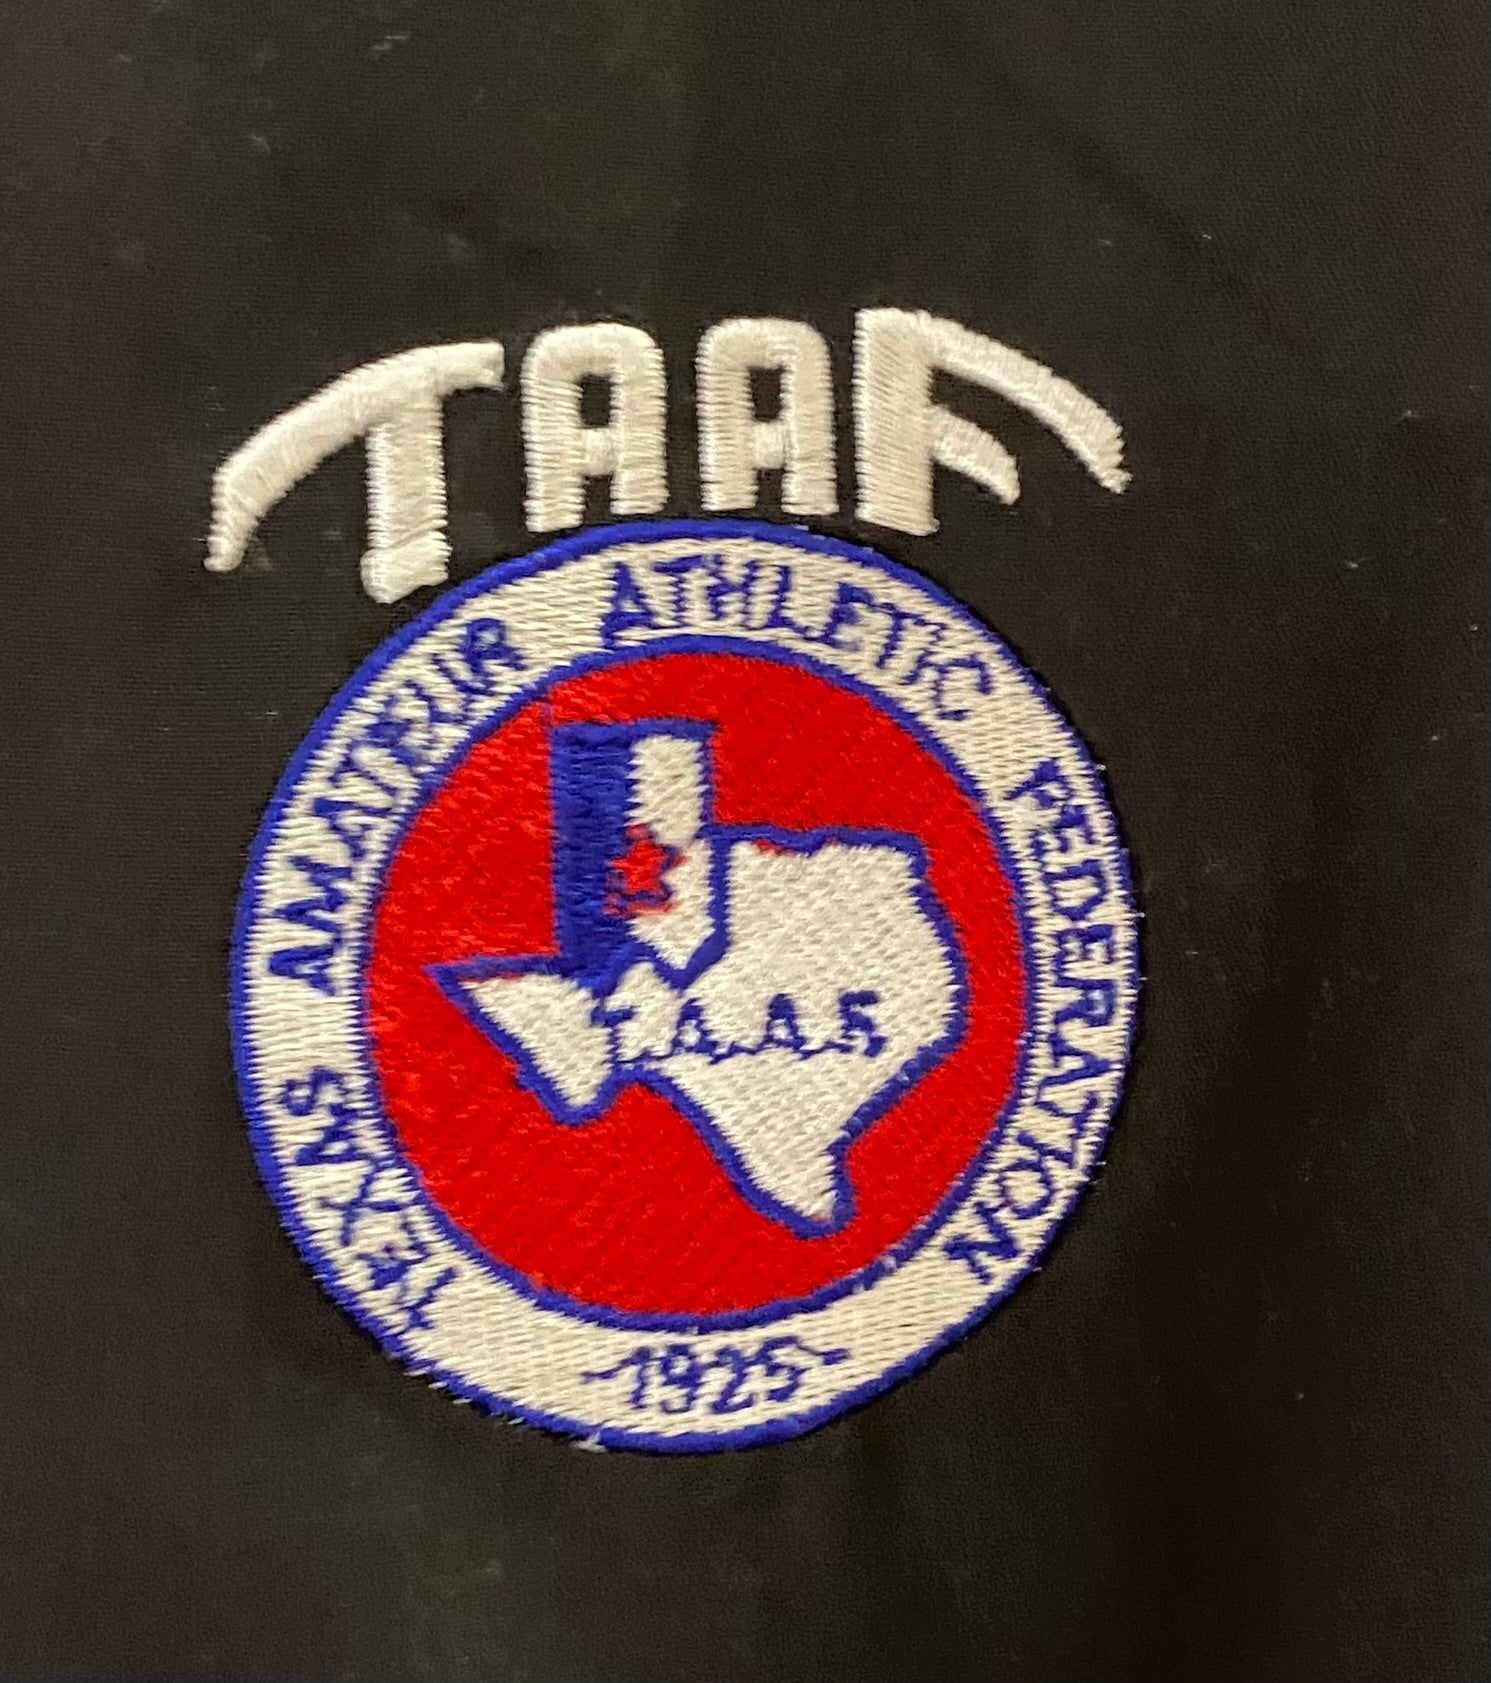 TAAF
TEXAS AMATEUR ATHLETIC FEDERATION
T.A.A.F.
-1925-